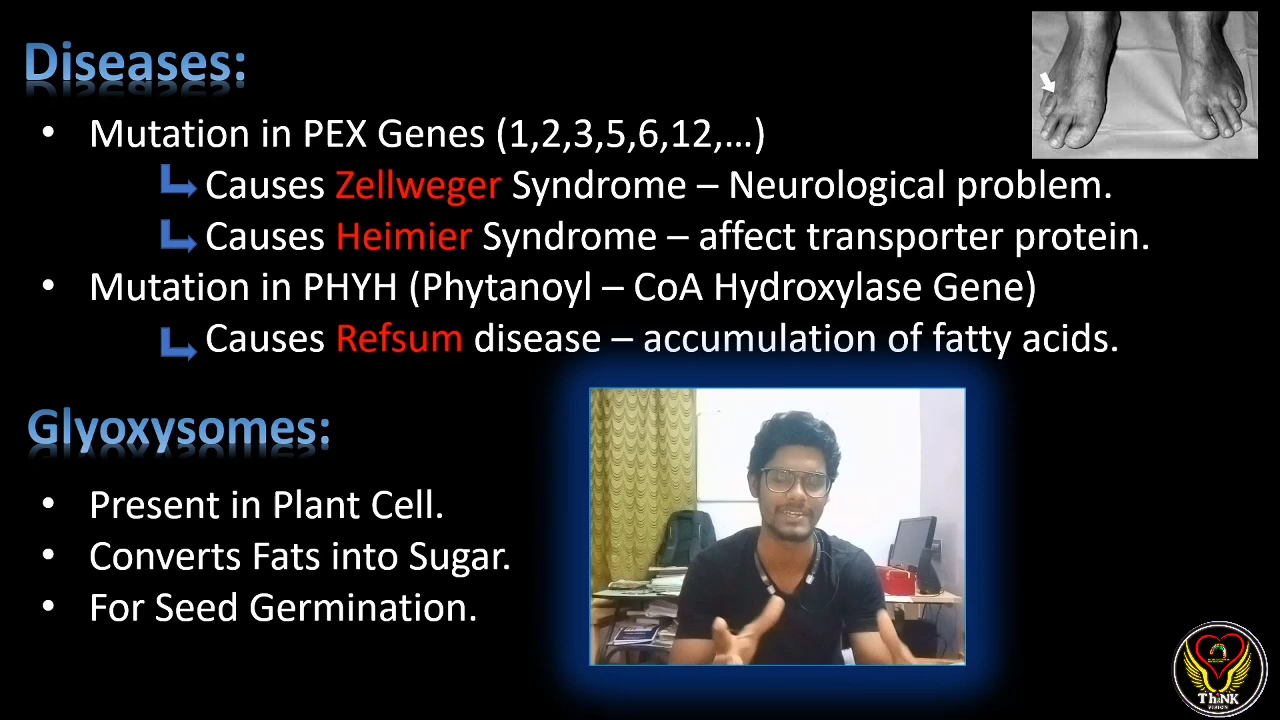 Diseases:
• Mutation in PEX Genes (1,2,3,5,6,12,…)
Causes Zellweger Syndrome – Neurological problem.
Causes Heimier Syndrome – affect transporter protein.
• Mutation in PHYH (Phytanoyl – CoA Hydroxylase Gene)
Causes Refsum disease – accumulation of fatty acids.
Glyoxysomes:
• Present in Plant Cell.
• Converts Fats into Sugar.
• For Seed Germination.
ThiNK
VISION